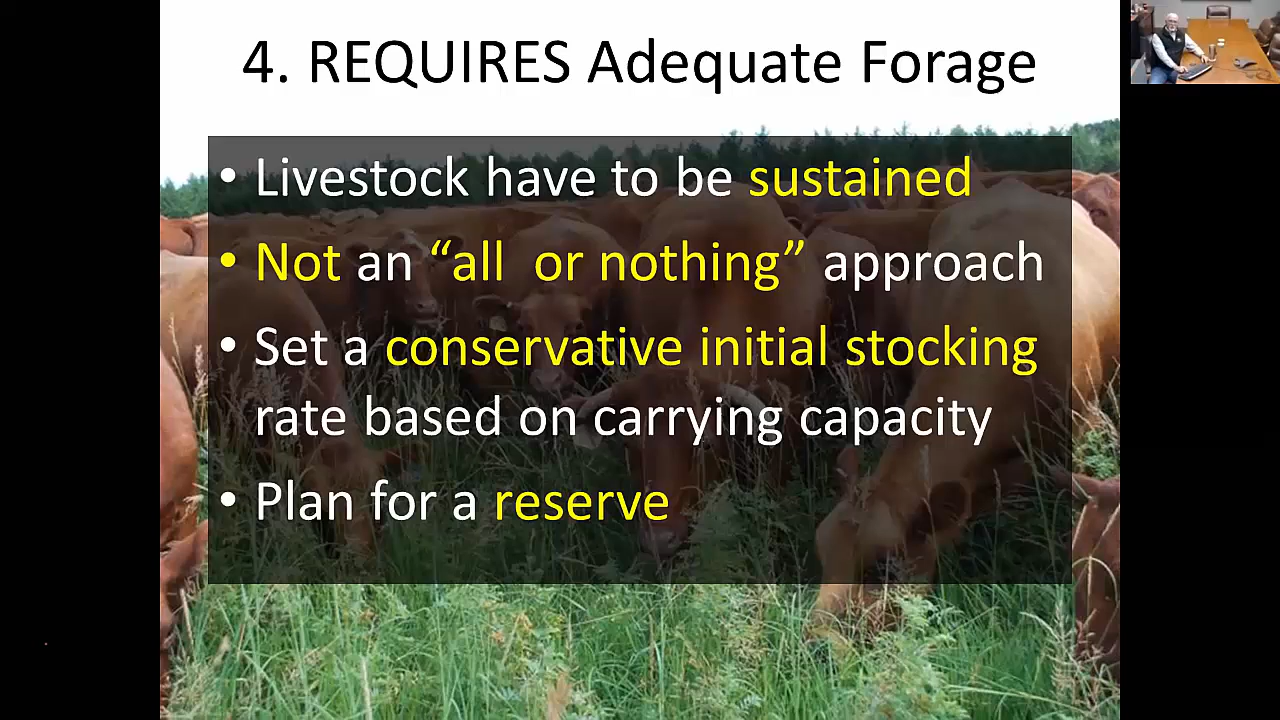 4. REQUIRES Adequate Forage
• Livestock have to be sustained
• Not an “all or nothing” approach
• Set a conservative initial stocking
rate based on carrying capacity
• Plan for a reserve